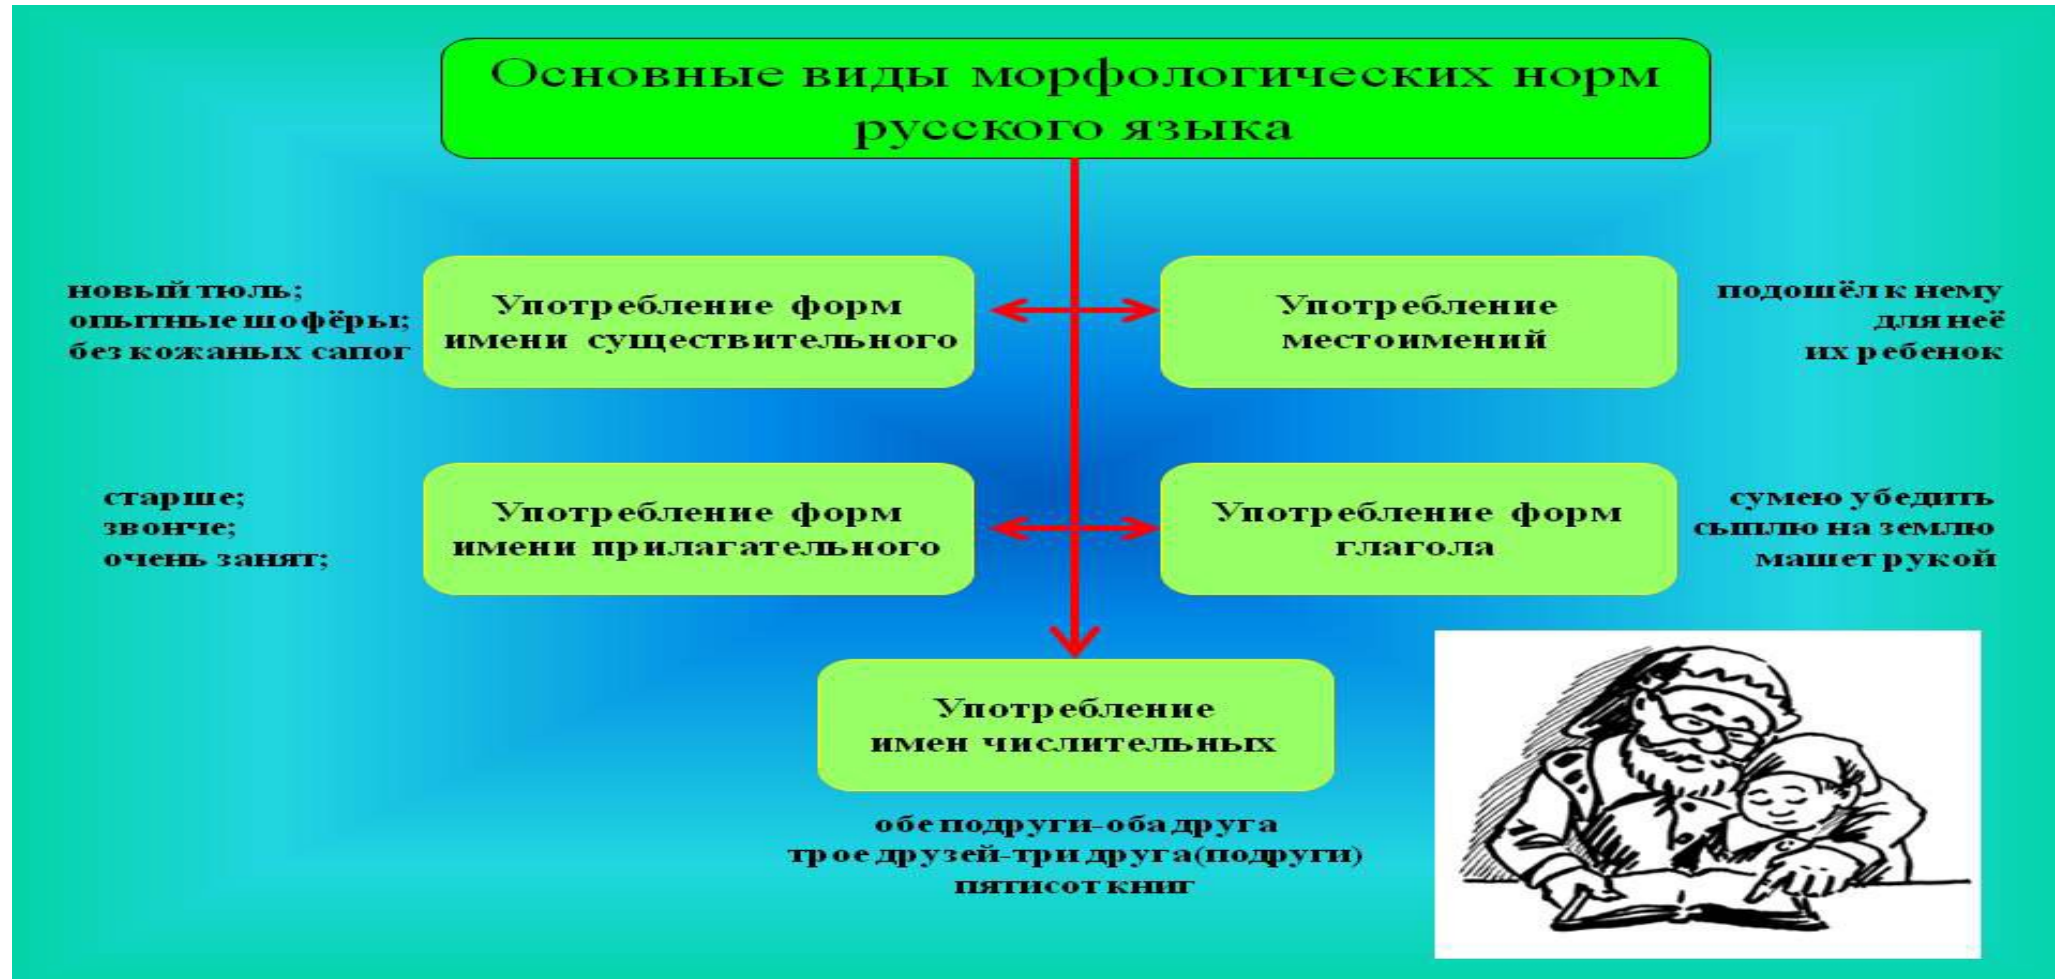 Основные виды морфологических норм
русского языка
новый тюль;
опытные шофёры;
без кожаных сапог
Употребление форм
имени существительного
Употребление
местоимений
подошёл к нему
для неё
их ребенок
старше;
звонче;
очень занят;
Употребление форм
имени прилагательного
Употребление форм
глагола
сумею убедить
сыплю на землю
машет рукой
Употребление
имен числительных
обе подруги-оба друга
трое друзей-три друга(подруги)
пятисот книг